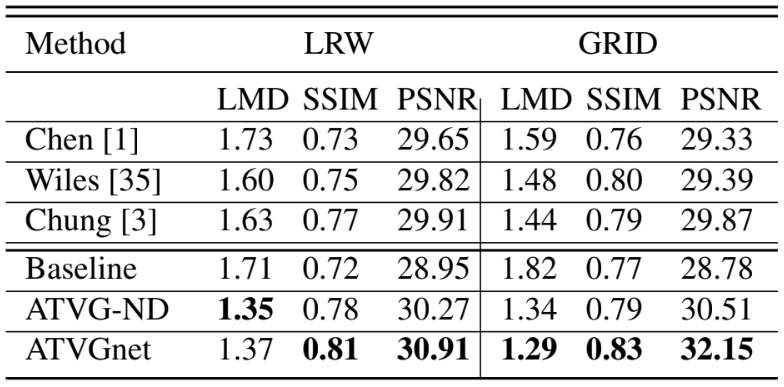 Method LRW GRID
LMD SSIM PSNR LMD SSIM PSNR
Chen [1] 1.73 0.73 29.65 1.59 0.76 29.33
Wiles [35] 1.60 0.75 29.82 1.48 0.80 29.39
Chung [3] 1.63 0.77 29.91 1.44 0.79 29.87
Baseline 1.71 0.72 28.95 1.82 0.77 28.78
ATVG-ND 1.35 0.78 30.27 1.34 0.79 30.51
ATVGnet 1.37 0.81 30.91 1.29 0.83 32.15